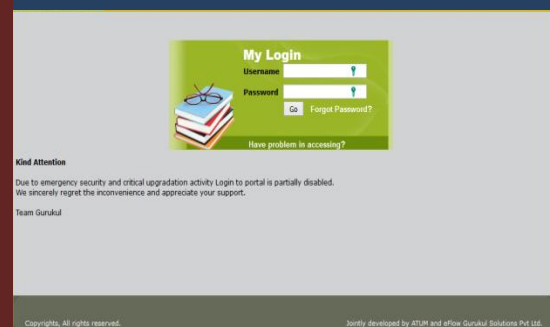 My Login
Username
Password
Go Forgot Password?
Have problem in accessing?
Kind Attention
Due to emergency security and critical upgradation activity Login to portal is partially disabled.
We sincerely regret the inconvenience and appreciate your support.
Team Gurukul
Copyrights, All rights reserved. Jointly developed by ATUM and eFlow Gurukul Solutions Pvt Ltd.